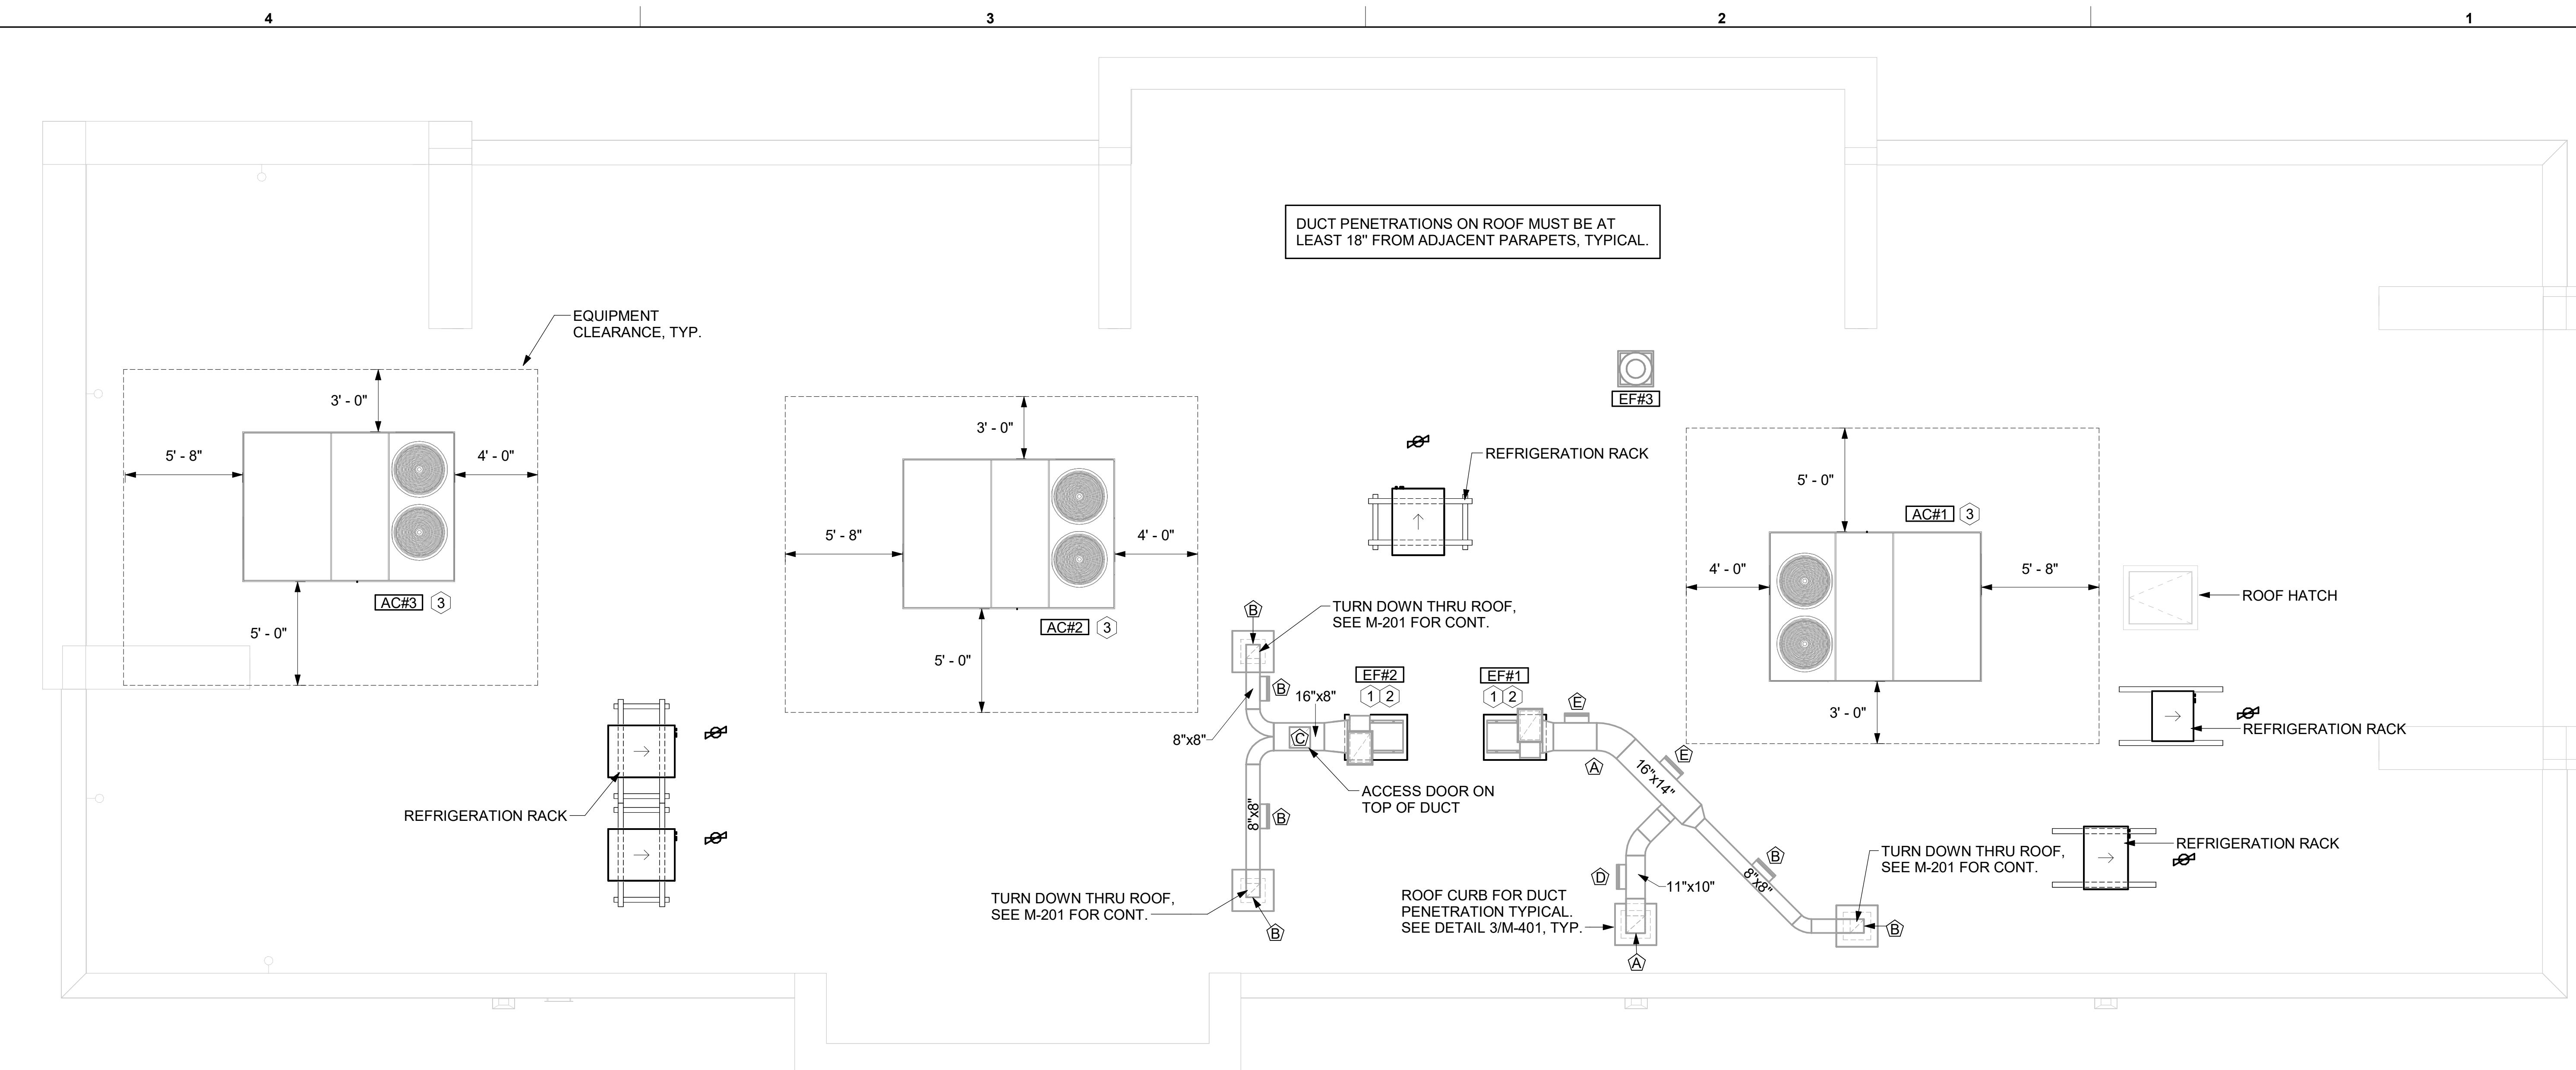 4
3
2
1
DUCT PENETRATIONS ON ROOF MUST BE AT
LEAST 18" FROM ADJACENT PARAPETS, TYPICAL.
EQUIPMENT
CLEARANCE, TYP.
3' - 0"
5' - 8"
4' - 0"
AC#3 3
5' - 0"
3' - 0"
5' - 8"
4' - 0"
AC#2 3
5' - 0"
EF#3
REFRIGERATION RACK
5' - 0"
AC#1 3
4' - 0"
5' - 8"
3' - 0"
ROOF HATCH
REFRIGERATION RACK
REFRIGERATION RACK
REFRIGERATION RACK
B
TURN DOWN THRU ROOF,
SEE M-201 FOR CONT.
B
16"x8"
8"x8"
C
EF#2
1 2
EF#1
1 2
E
E
A
16"x14"
ACCESS DOOR ON
TOP OF DUCT
8"x8"
B
TURN DOWN THRU ROOF,
SEE M-201 FOR CONT.
B
D
11"x10"
ROOF CURB FOR DUCT
PENETRATION TYPICAL.
SEE DETAIL 3/M-401, TYP.
A
B
8"x8"
TURN DOWN THRU ROOF,
SEE M-201 FOR CONT.
B